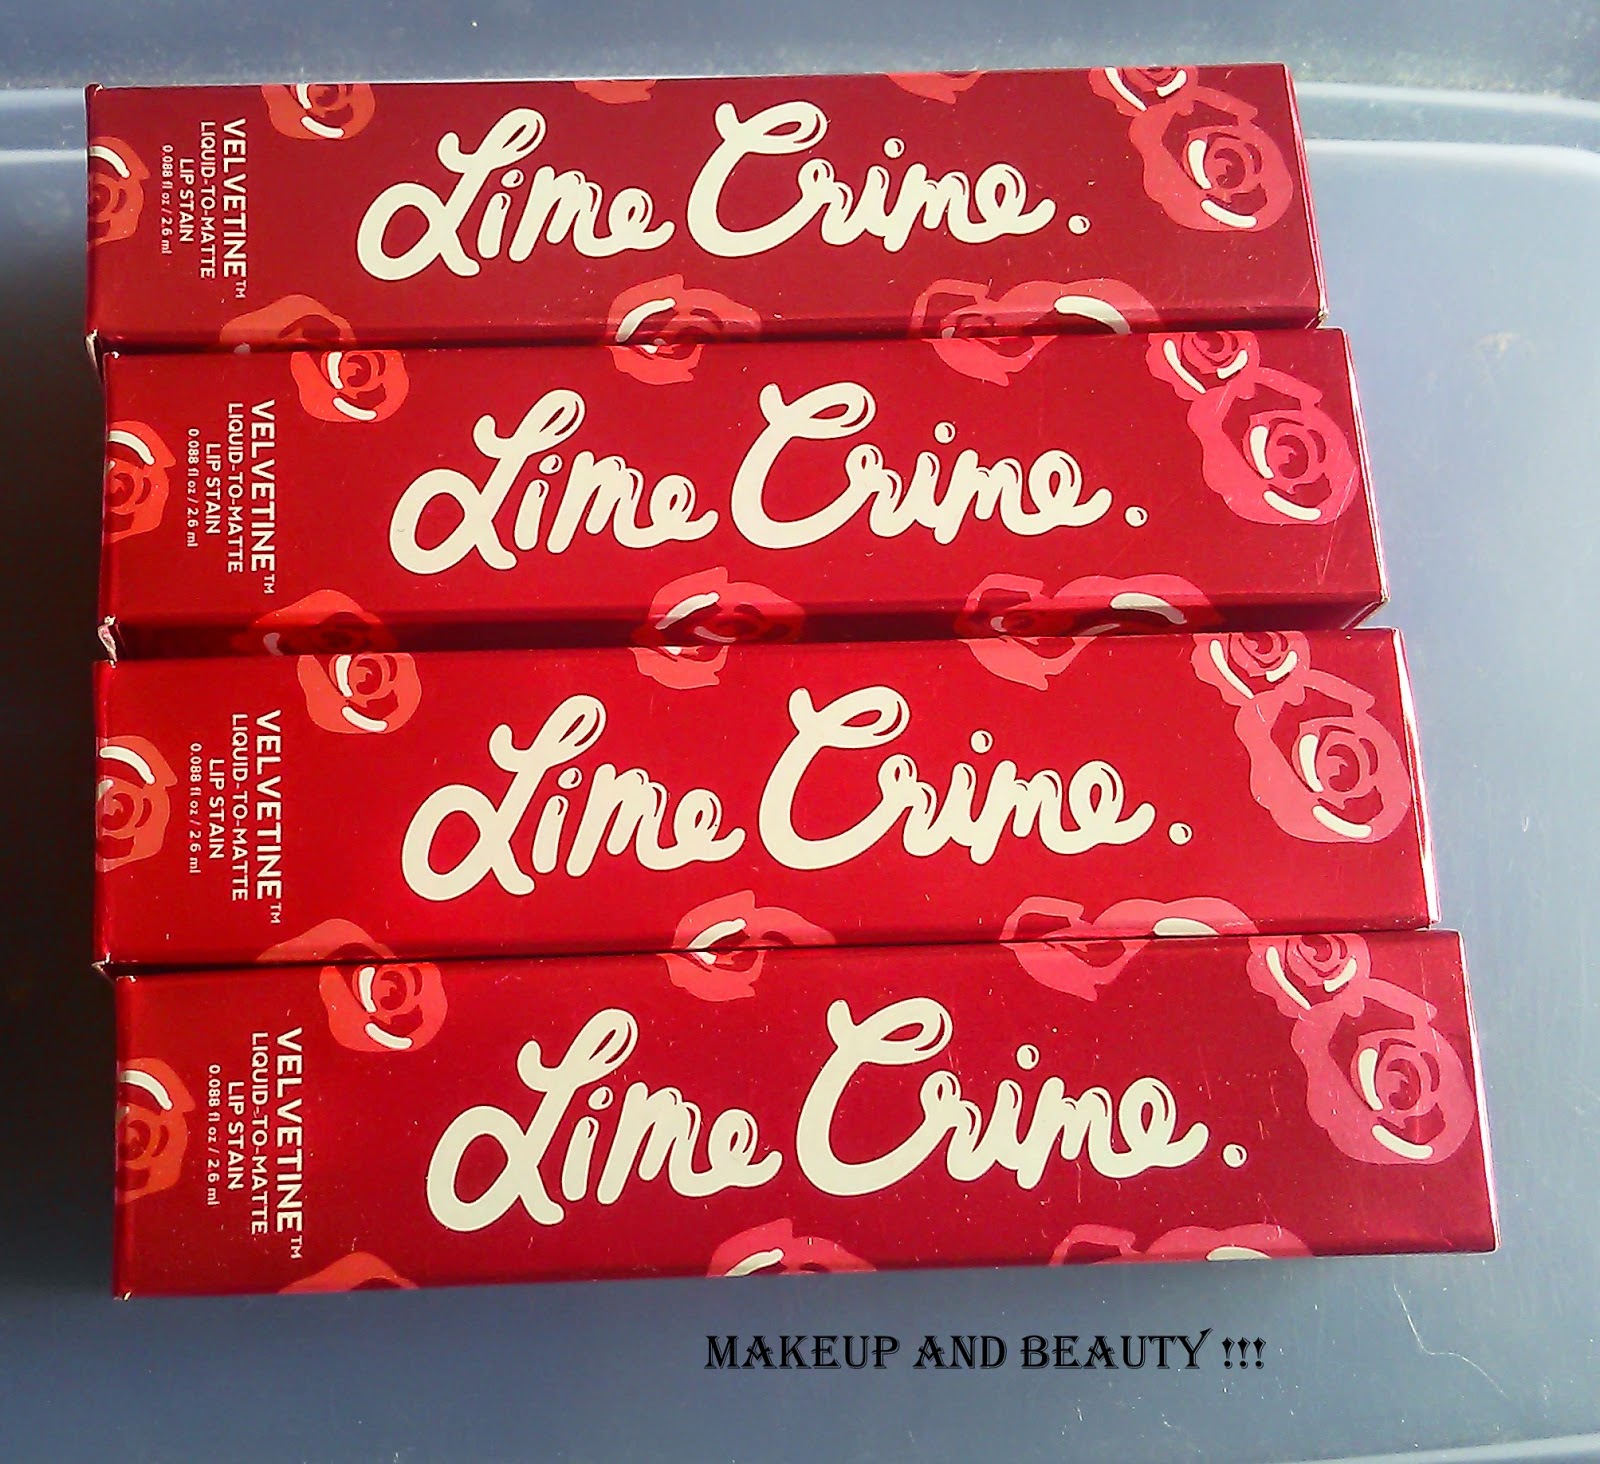 Lime Crime.
VELVETINE™
LIQUID-TO-MATTE
LIP STAIN
0.088 fl oz / 2.6 ml
Lime Crime.
VELVETINE™
LIQUID-TO-MATTE
LIP STAIN
0.088 fl oz / 2.6 ml
Lime Crime.
VELVETINE™
LIQUID-TO-MATTE
LIP STAIN
0.088 fl oz / 2.6 ml
Lime Crime.
VELVETINE™
LIQUID-TO-MATTE
LIP STAIN
0.088 fl oz / 2.6 ml
MAKEUP AND BEAUTY !!!